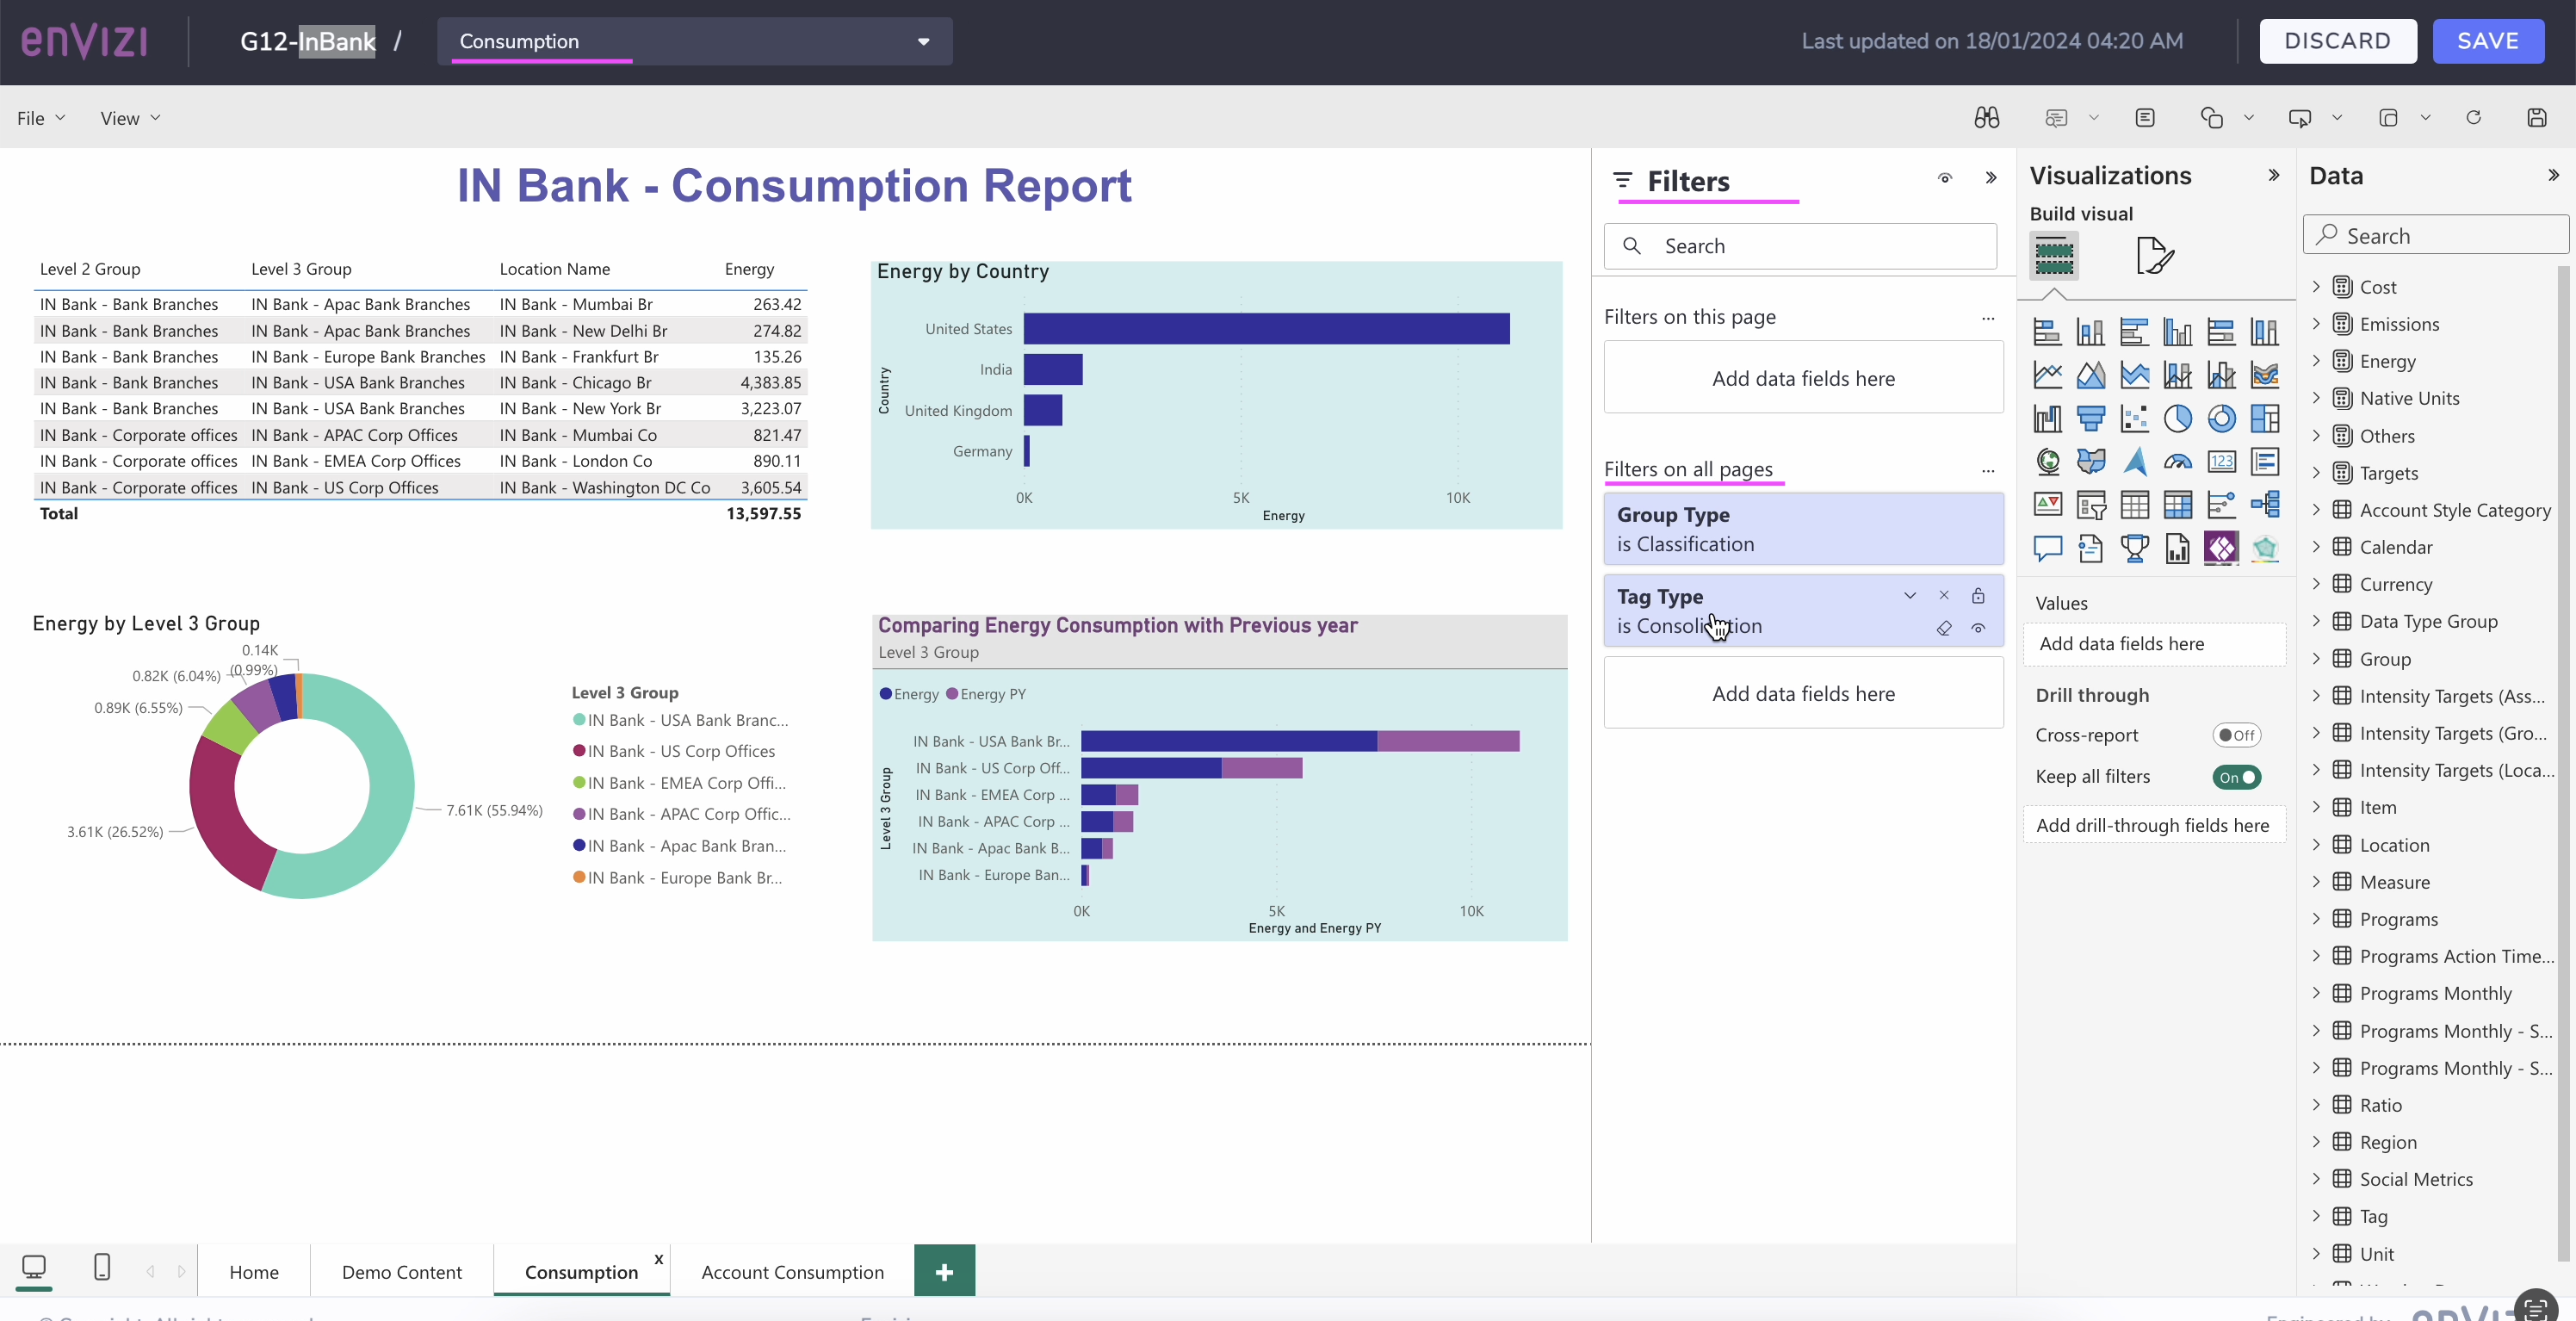 enVizi
G12-InBank /
Consumption
Last updated on 18/01/2024 04:20 AM
DISCARD
SAVE
File
View
IN Bank - Consumption Report
Level 2 Group Level 3 Group Location Name Energy
IN Bank - Bank Branches IN Bank - Apac Bank Branches IN Bank - Mumbai Br 263.42
IN Bank - Bank Branches IN Bank - Apac Bank Branches IN Bank - New Delhi Br 274.82
IN Bank - Bank Branches IN Bank - Europe Bank Branches IN Bank - Frankfurt Br 135.26
IN Bank - Bank Branches IN Bank - USA Bank Branches IN Bank - Chicago Br 4,383.85
IN Bank - Bank Branches IN Bank - USA Bank Branches IN Bank - New York Br 3,223.07
IN Bank - Corporate offices IN Bank - APAC Corp Offices IN Bank - Mumbai Co 821.47
IN Bank - Corporate offices IN Bank - EMEA Corp Offices IN Bank - London Co 890.11
IN Bank - Corporate offices IN Bank - US Corp Offices IN Bank - Washington DC Co 3,605.54
Total 13,597.55
Energy by Country
Country
United States
India
United Kingdom
Germany
0K 5K 10K
Energy
Energy by Level 3 Group
0.14K
(0.99%)
0.82K (6.04%)
0.89K (6.55%)
3.61K (26.52%)
7.61K (55.94%)
Level 3 Group
IN Bank - USA Bank Branc...
IN Bank - US Corp Offices
IN Bank - EMEA Corp Offi...
IN Bank - APAC Corp Offic...
IN Bank - Apac Bank Bran...
IN Bank - Europe Bank Br...
Comparing Energy Consumption with Previous year
Level 3 Group
Energy Energy PY
Level 3 Group
IN Bank - USA Bank Br...
IN Bank - US Corp Off...
IN Bank - EMEA Corp ...
IN Bank - APAC Corp ...
IN Bank - Apac Bank B...
IN Bank - Europe Ban...
0K 5K 10K
Energy and Energy PY
Filters
Search
Filters on this page ...
Add data fields here
Filters on all pages ...
Group Type
is Classification
Tag Type
is Consolidation
Add data fields here
Visualizations
Build visual
123
Values
Add data fields here
Drill through
Cross-report Off
Keep all filters On
Add drill-through fields here
Data
Search
Cost
Emissions
Energy
Native Units
Others
Targets
Account Style Category
Calendar
Currency
Data Type Group
Group
Intensity Targets (Ass...
Intensity Targets (Gro...
Intensity Targets (Loca...
Item
Location
Measure
Programs
Programs Action Time...
Programs Monthly
Programs Monthly - S...
Programs Monthly - S...
Ratio
Region
Social Metrics
Tag
Unit
Home
Demo Content
Consumption x
Account Consumption
+